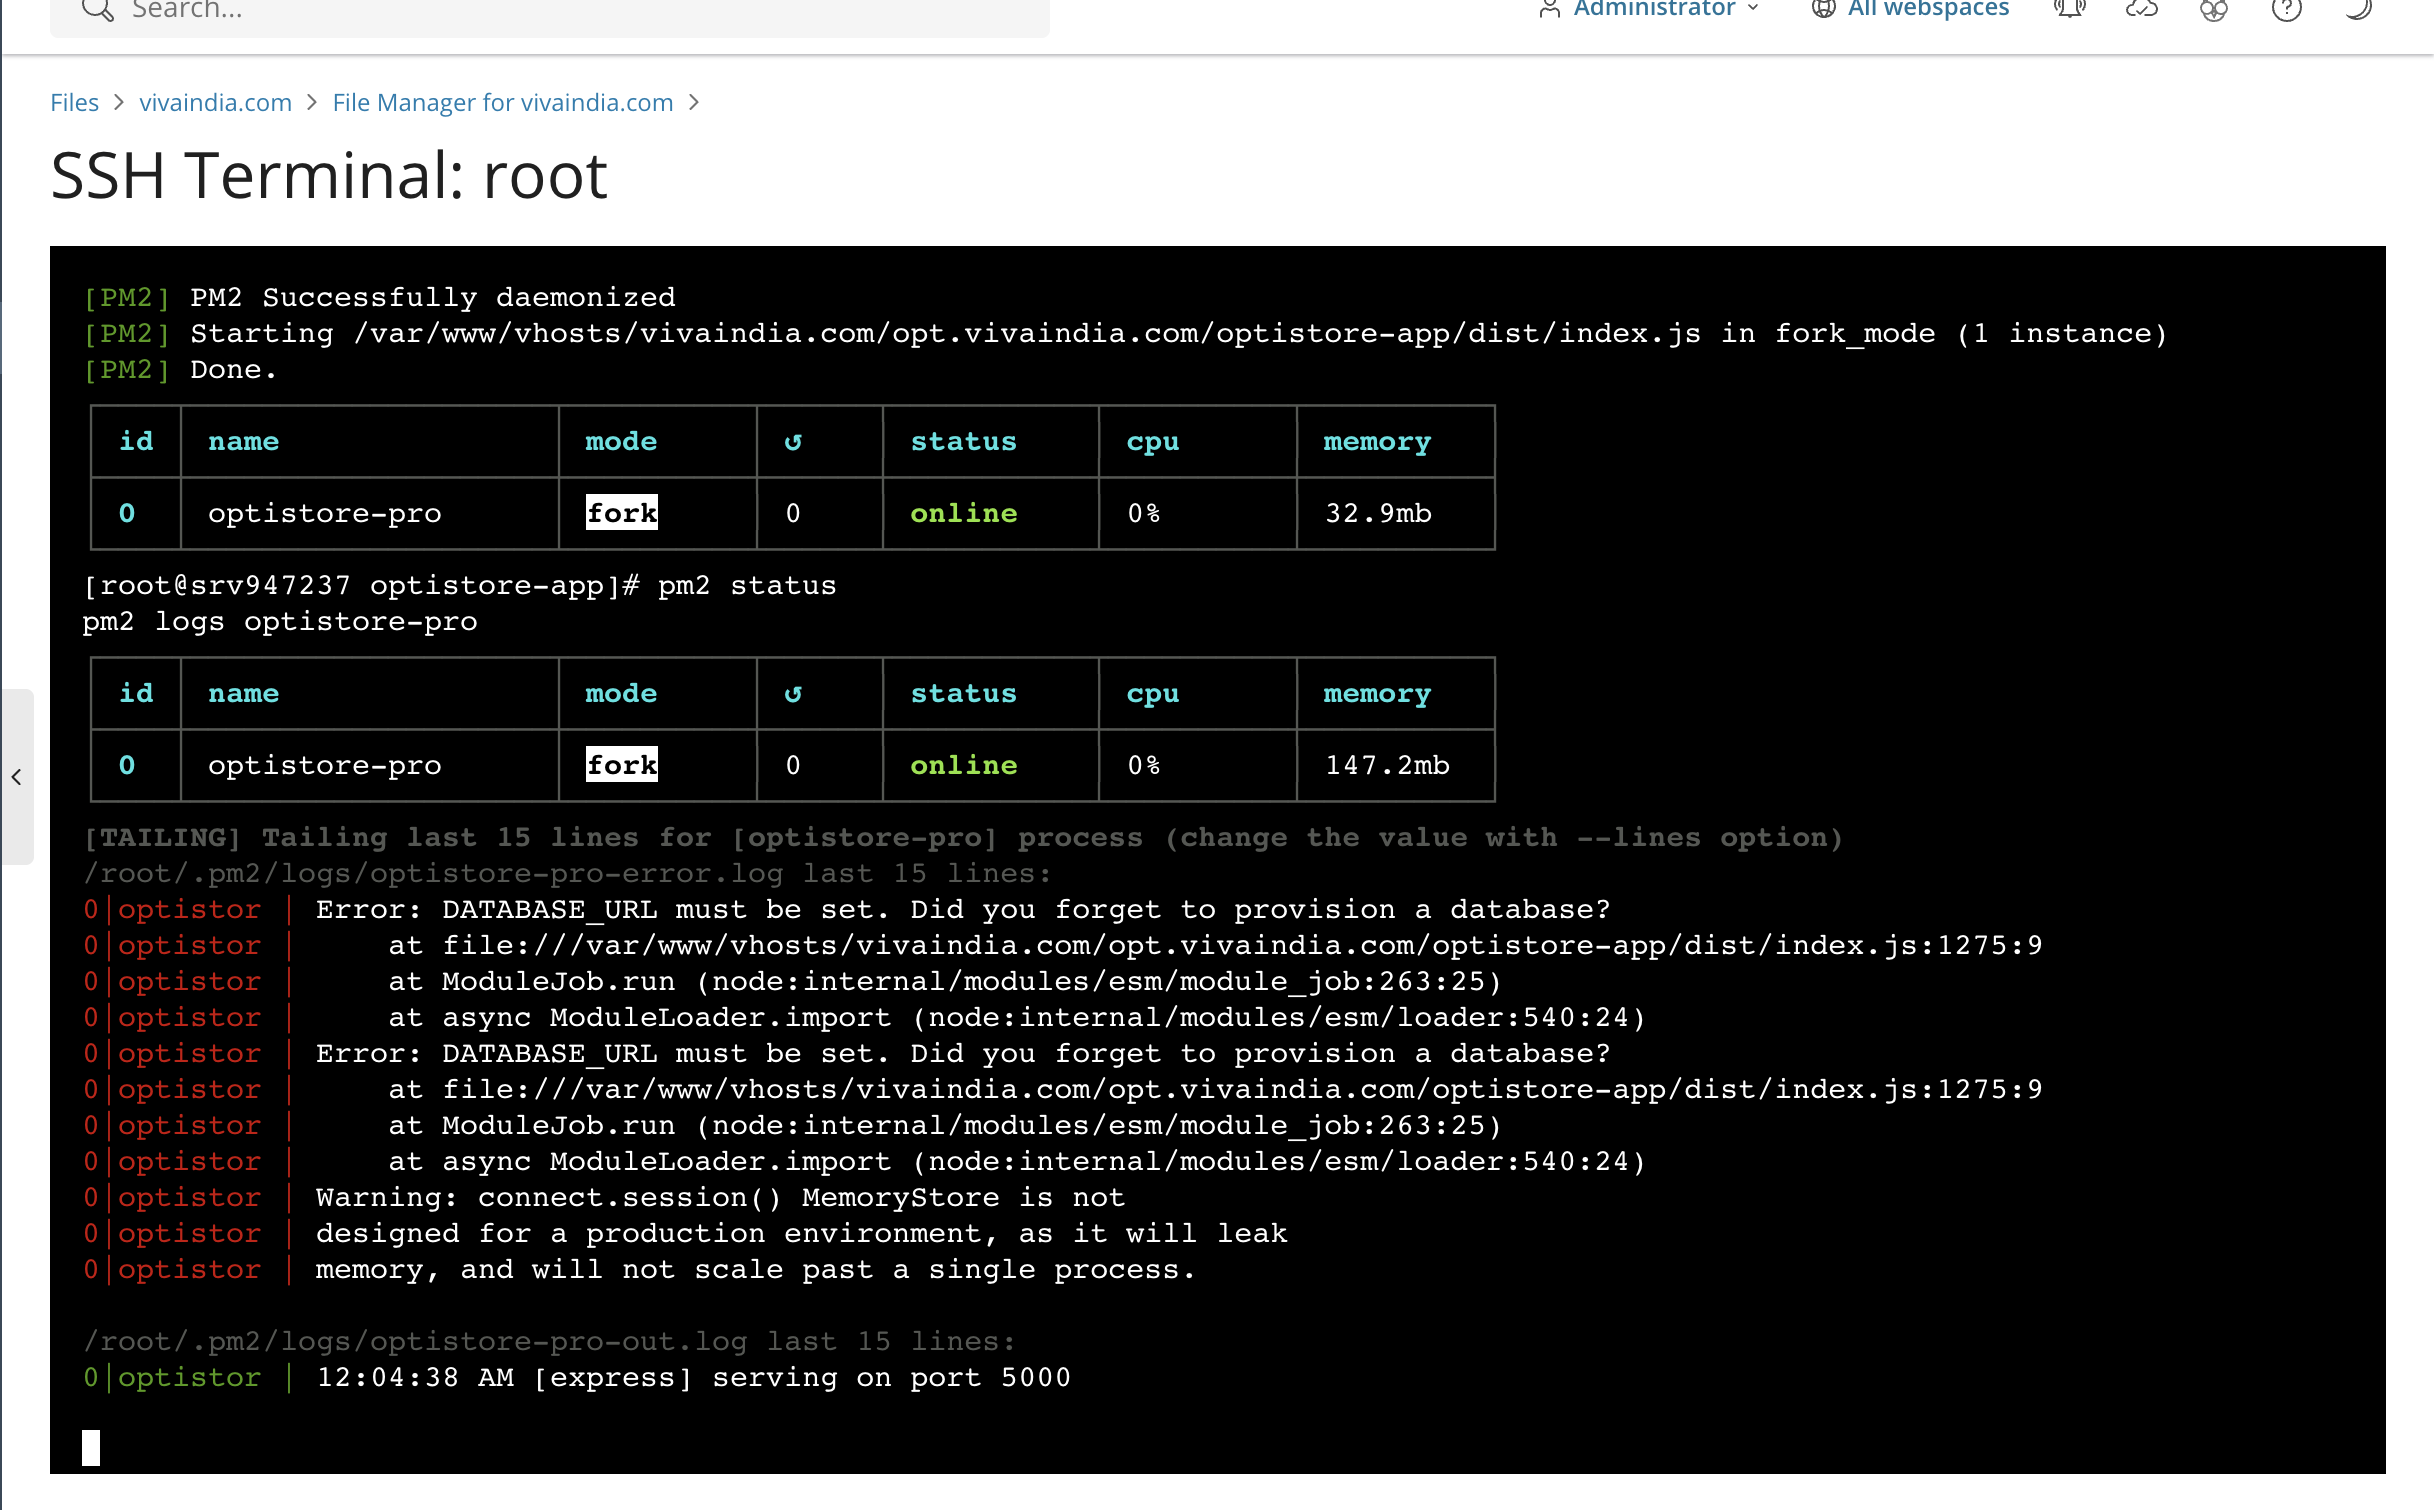 Search...
Administrator
All webspaces
Files > vivaindia.com > File Manager for vivaindia.com >
SSH Terminal: root
[PM2] PM2 Successfully daemonized
[PM2] Starting /var/www/vhosts/vivaindia.com/opt.vivaindia.com/optistore-app/dist/index.js in fork_mode (1 instance)
[PM2] Done.
id name mode ↺ status cpu memory
0 optistore-pro fork 0 online 0% 32.9mb
[root@srv947237 optistore-app]# pm2 status
pm2 logs optistore-pro
id name mode ↺ status cpu memory
0 optistore-pro fork 0 online 0% 147.2mb
[TAILING] Tailing last 15 lines for [optistore-pro] process (change the value with --lines option)
/root/.pm2/logs/optistore-pro-error.log last 15 lines:
0|optistor | Error: DATABASE_URL must be set. Did you forget to provision a database?
0|optistor |     at file:///var/www/vhosts/vivaindia.com/opt.vivaindia.com/optistore-app/dist/index.js:1275:9
0|optistor |     at ModuleJob.run (node:internal/modules/esm/module_job:263:25)
0|optistor |     at async ModuleLoader.import (node:internal/modules/esm/loader:540:24)
0|optistor | Error: DATABASE_URL must be set. Did you forget to provision a database?
0|optistor |     at file:///var/www/vhosts/vivaindia.com/opt.vivaindia.com/optistore-app/dist/index.js:1275:9
0|optistor |     at ModuleJob.run (node:internal/modules/esm/module_job:263:25)
0|optistor |     at async ModuleLoader.import (node:internal/modules/esm/loader:540:24)
0|optistor | Warning: connect.session() MemoryStore is not
0|optistor | designed for a production environment, as it will leak
0|optistor | memory, and will not scale past a single process.
/root/.pm2/logs/optistore-pro-out.log last 15 lines:
0|optistor | 12:04:38 AM [express] serving on port 5000